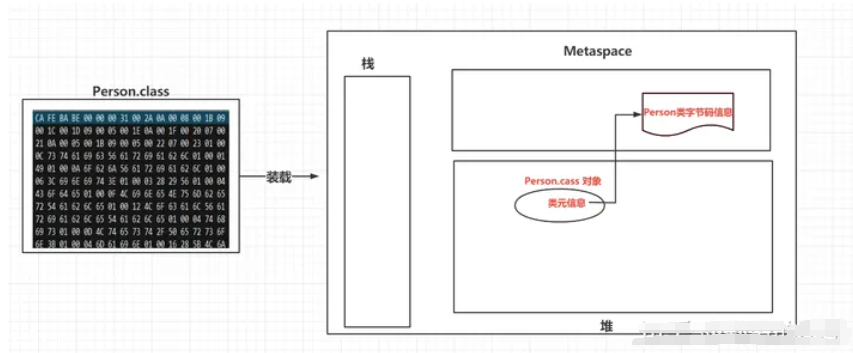 Person.class
CA FE BA BE 00 00 00 31 00 2A 0A 00 08 00 1B 09
00 1C 00 1D 09 00 05 00 1E 0A 00 1F 00 20 07 00
21 0A 00 05 00 1B 09 00 05 00 22 07 00 23 01 00
0C 73 74 61 74 69 63 56 61 72 69 61 62 6C 01 00 01
49 01 00 0A 6F 62 6A 56 61 72 69 61 62 6C 01 00
06 3C 69 6E 69 74 3E 01 00 03 28 29 56 01 00 04
43 6F 64 65 01 00 0F 4C 69 6E 65 4E 75 6D 62 65
72 54 61 62 6C 65 01 00 12 4C 6F 63 61 6C 56 61
72 69 61 62 6C 65 54 61 62 6C 65 01 00 04 74 68
69 73 01 00 0D 4C 74 65 73 74 2F 50 65 72 73 6F
6E 3B 01 00 04 6D 61 69 6E 01 00 16 28 5B 4C 6A
装载
栈
Metaspace
Person类字节码信息
Person.cass 对象
类元信息
堆